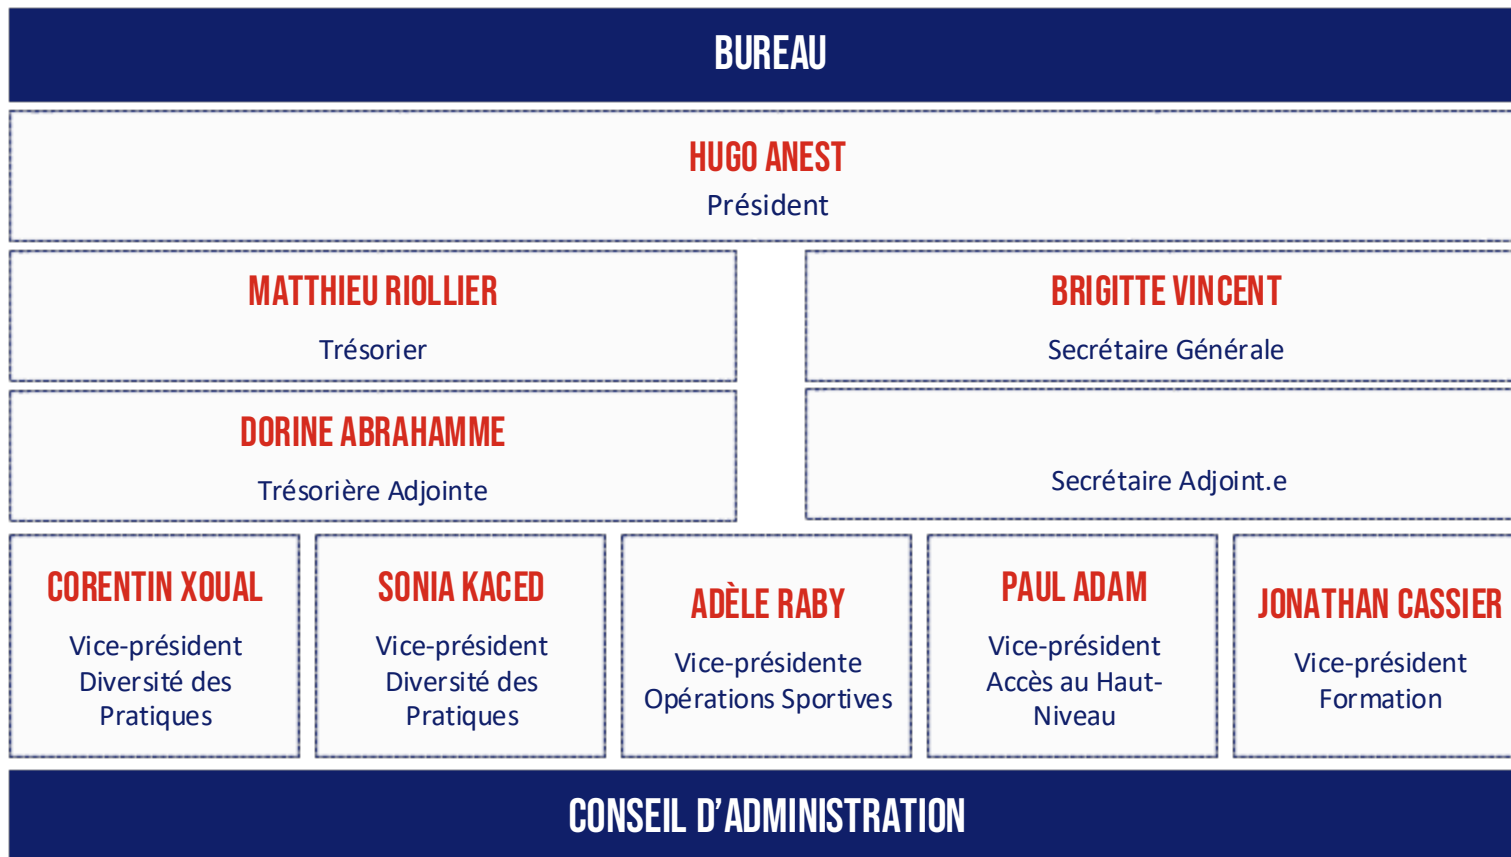 BUREAU
HUGO ANEST
Président
MATTHIEU RIOLLIER
Trésorier
BRIGITTE VINCENT
Secrétaire Générale
DORINE ABRAHAMME
Trésorière Adjointe
Secrétaire Adjoint.e
CORENTIN XOUAL
Vice-président
Diversité des
Pratiques
SONIA KACED
Vice-président
Diversité des
Pratiques
ADÈLE RABY
Vice-présidente
Opérations Sportives
PAUL ADAM
Vice-président
Accès au Haut-
Niveau
JONATHAN CASSIER
Vice-président
Formation
CONSEIL D'ADMINISTRATION